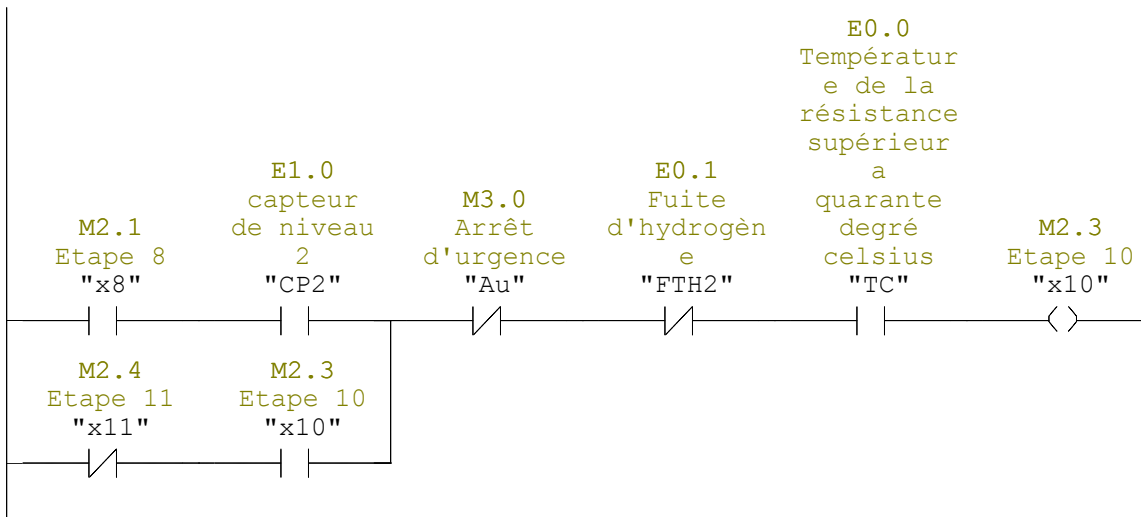 E0.0
Températur
e de la
résistance
supérieur
a
quarante
degré
celsius
"TC"
E1.0
capteur
de niveau
2
"CP2"
E0.1
Fuite
d'hydrogèn
e
"FTH2"
M2.1
Etape 8
"x8"
M3.0
Arrêt
d'urgence
"Au"
M2.3
Etape 10
"x10"
M2.4
Etape 11
"x11"
M2.3
Etape 10
"x10"